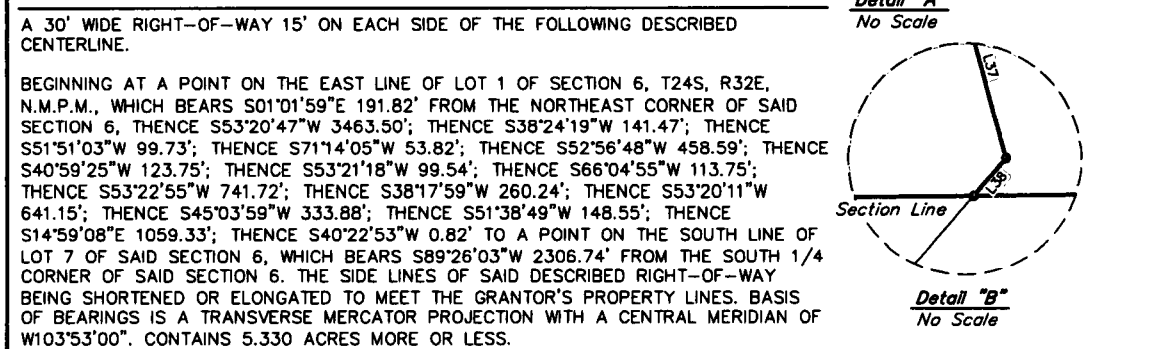 A 30' WIDE RIGHT-OF-WAY 15' ON EACH SIDE OF THE FOLLOWING DESCRIBED
CENTERLINE.
BEGINNING AT A POINT ON THE EAST LINE OF LOT 1 OF SECTION 6, T24S, R32E,
N.M.P.M., WHICH BEARS S01°01'59"E 191.82' FROM THE NORTHEAST CORNER OF SAID
SECTION 6, THENCE S53°20'47"W 3463.50'; THENCE S38°24'19"W 141.47'; THENCE
S51°51'03"W 99.73'; THENCE S71°14'05"W 53.82'; THENCE S52°56'48"W 458.59'; THENCE
S40°59'25"W 123.75'; THENCE S53°21'18"W 99.54'; THENCE S66°04'55"W 113.75';
THENCE S53°22'55"W 741.72'; THENCE S38°17'59"W 260.24'; THENCE S53°20'11"W
641.15'; THENCE S45°03'59"W 333.88'; THENCE S51°38'49"W 148.55'; THENCE
S14°59'08"E 1059.33'; THENCE S40°22'53"W 0.82' TO A POINT ON THE SOUTH LINE OF
LOT 7 OF SAID SECTION 6, WHICH BEARS S89°26'03"W 2306.74' FROM THE SOUTH 1/4
CORNER OF SAID SECTION 6. THE SIDE LINES OF SAID DESCRIBED RIGHT-OF-WAY
BEING SHORTENED OR ELONGATED TO MEET THE GRANTOR'S PROPERTY LINES. BASIS
OF BEARINGS IS A TRANSVERSE MERCATOR PROJECTION WITH A CENTRAL MERIDIAN OF
W103°53'00". CONTAINS 5.330 ACRES MORE OR LESS.
Detail "A"
No Scale
L37
L38
Section Line
Detail "B"
No Scale